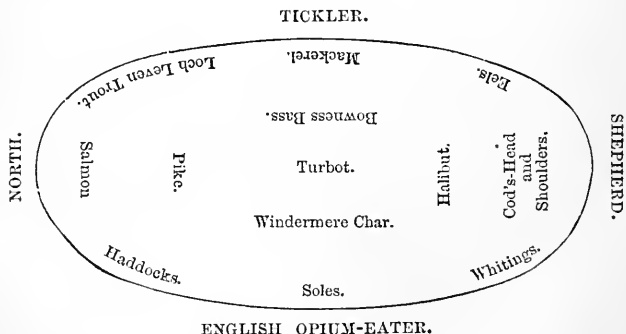 TICKLER.
Mackerel.
Loch Leven Trout.
Eels.
Bowness Bass.
NORTH.
Salmon
Pike.
Turbot.
Halibut.
Cod's-Head
and
Shoulders.
SHEPHERD.
Windermere Char.
Haddocks.
Whitings.
Soles.
ENGLISH OPIUM-EATER.